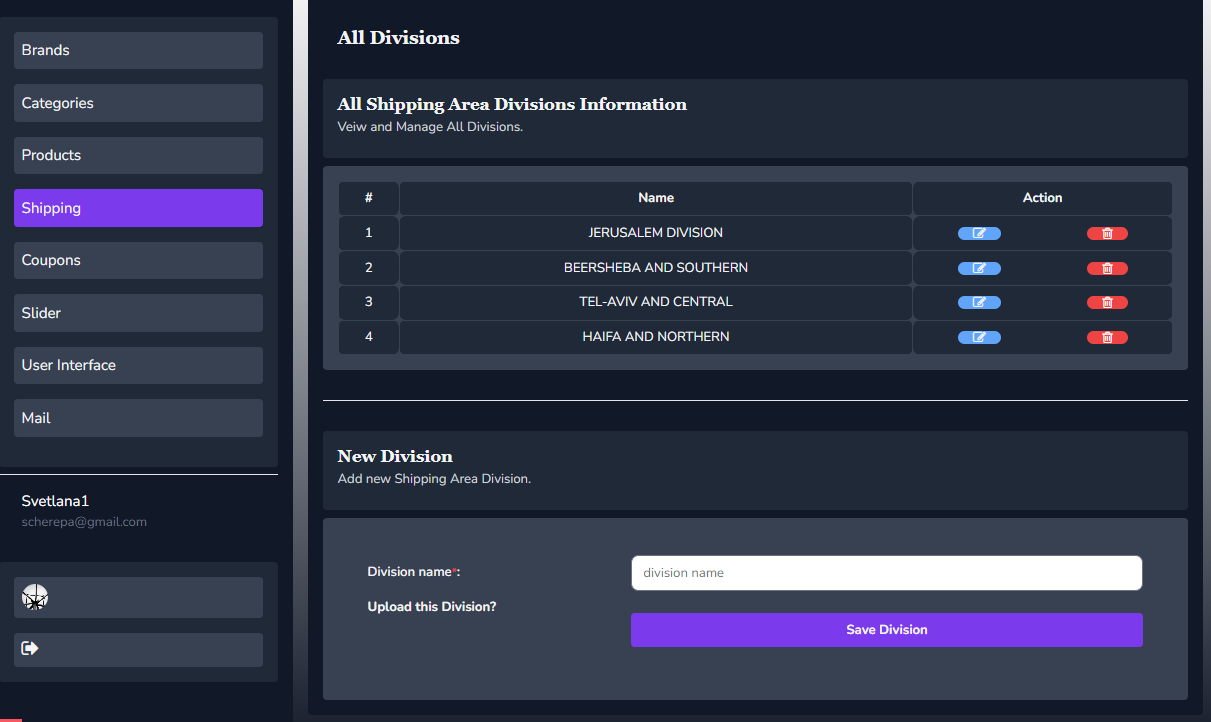 Brands
Categories
Products
Shipping
Coupons
Slider
User Interface
Mail
Svetlana1
scherepa@gmail.com
All Divisions
All Shipping Area Divisions Information
Veiw and Manage All Divisions.
# Name Action
1 JERUSALEM DIVISION
2 BEERSHEBA AND SOUTHERN
3 TEL-AVIV AND CENTRAL
4 HAIFA AND NORTHERN
New Division
Add new Shipping Area Division.
Division name*: division name
Upload this Division?
Save Division